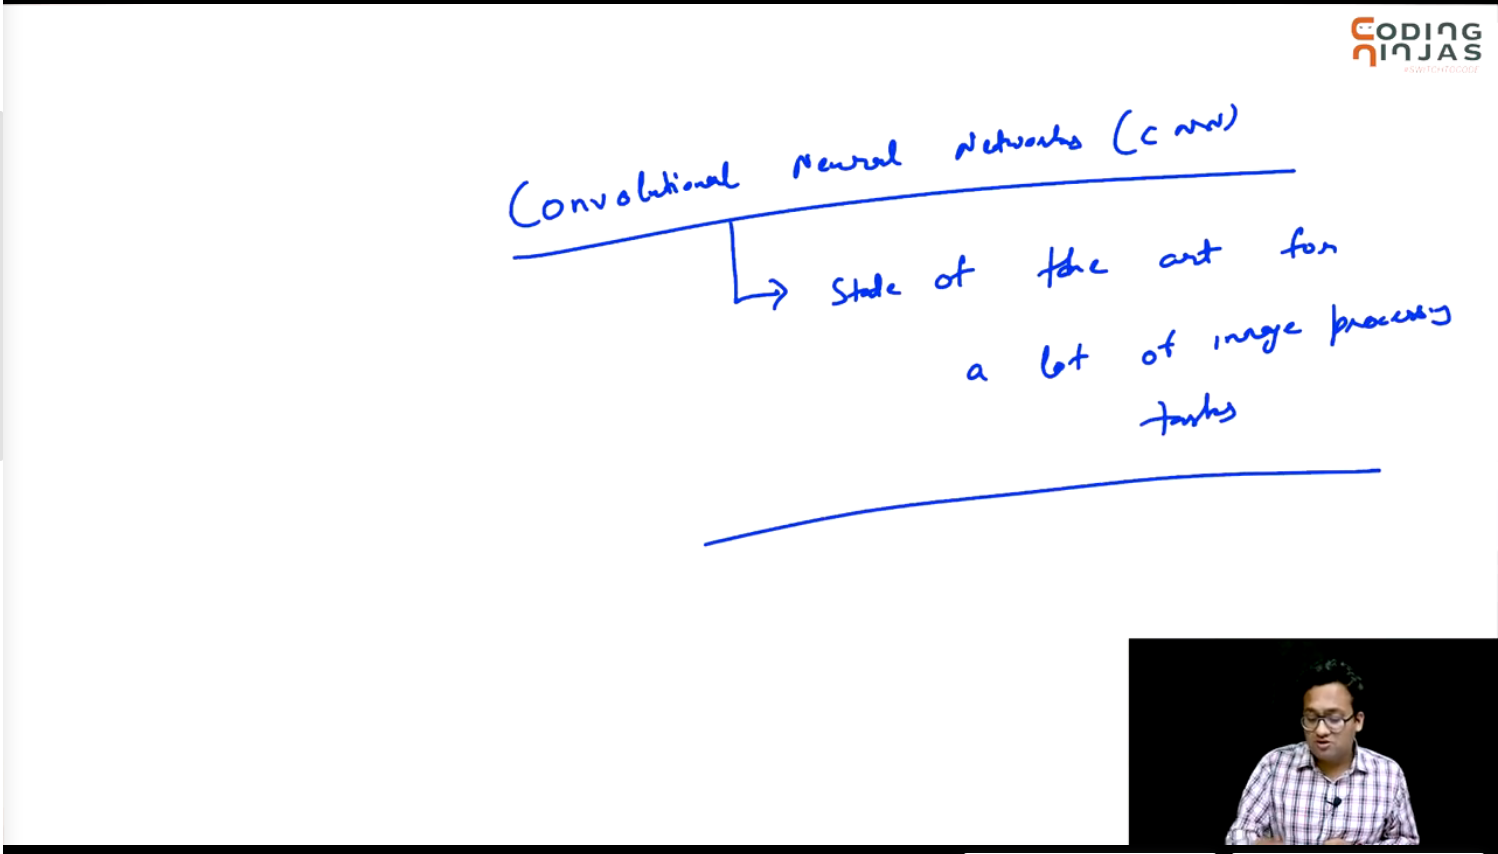 CODING
NINJAS
#SWITCHTOCODE
Convolutional Neural Networks (CNN)
State of the art for
a lot of image processing
tasks